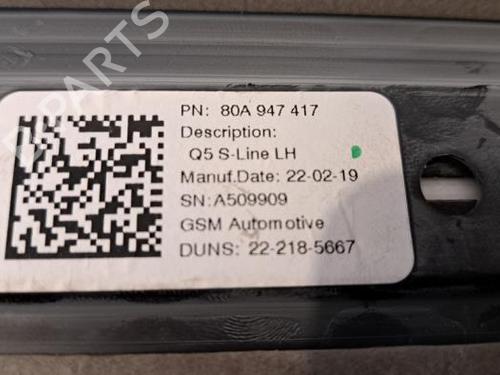 PN: 80A 947 417
Description:
Q5 S-Line LH
Manuf.Date: 22-02-19
SN:A509909
GSM Automotive
DUNS: 22-218-5667
B-PARTS